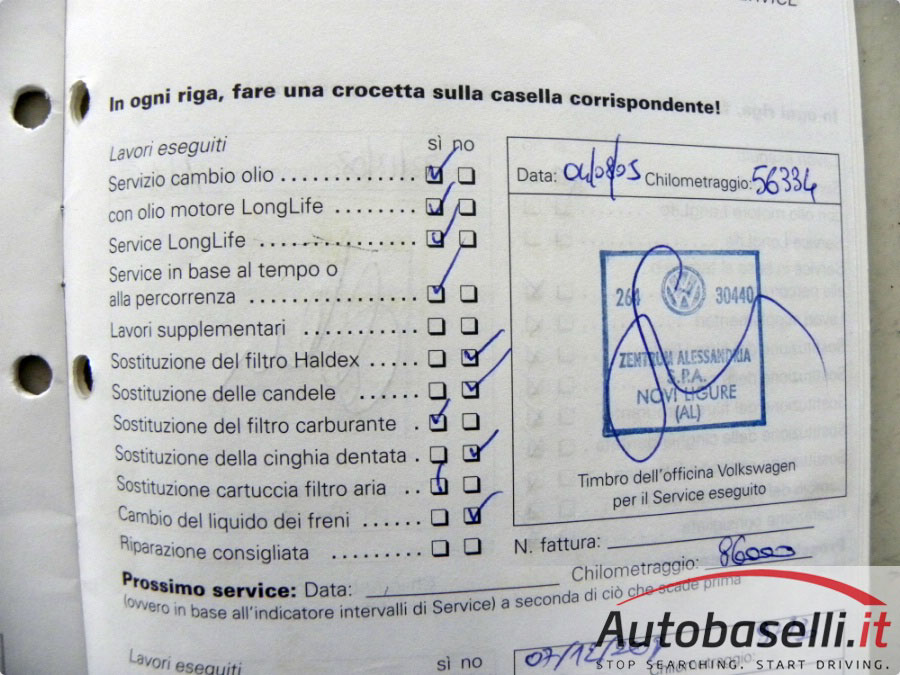 In ogni riga, fare una crocetta sulla casella corrispondente!
Lavori eseguiti sì no
Servizio cambio olio
con olio motore LongLife
Service LongLife
Service in base al tempo o
alla percorrenza
Lavori supplementari
Sostituzione del filtro Haldex
Sostituzione delle candele
Sostituzione del filtro carburante
Sostituzione della cinghia dentata
Sostituzione cartuccia filtro aria
Cambio del liquido dei freni
Riparazione consigliata
Data: 04/08/05 Chilometraggio: 56334
264 30440
ZENTRUM ALESSANDRIA
S.P.A.
NOVI LIGURE
(AL)
Timbro dell'officina Volkswagen
per il Service eseguito
N. fattura:
Prossimo service: Data: Chilometraggio: 86000
(ovvero in base all'indicatore intervalli di Service) a seconda di ciò che scade prima
Lavori eseguiti sì no
Chilometraggio:
Autobaselli.it
STOP SEARCHING. START DRIVING.